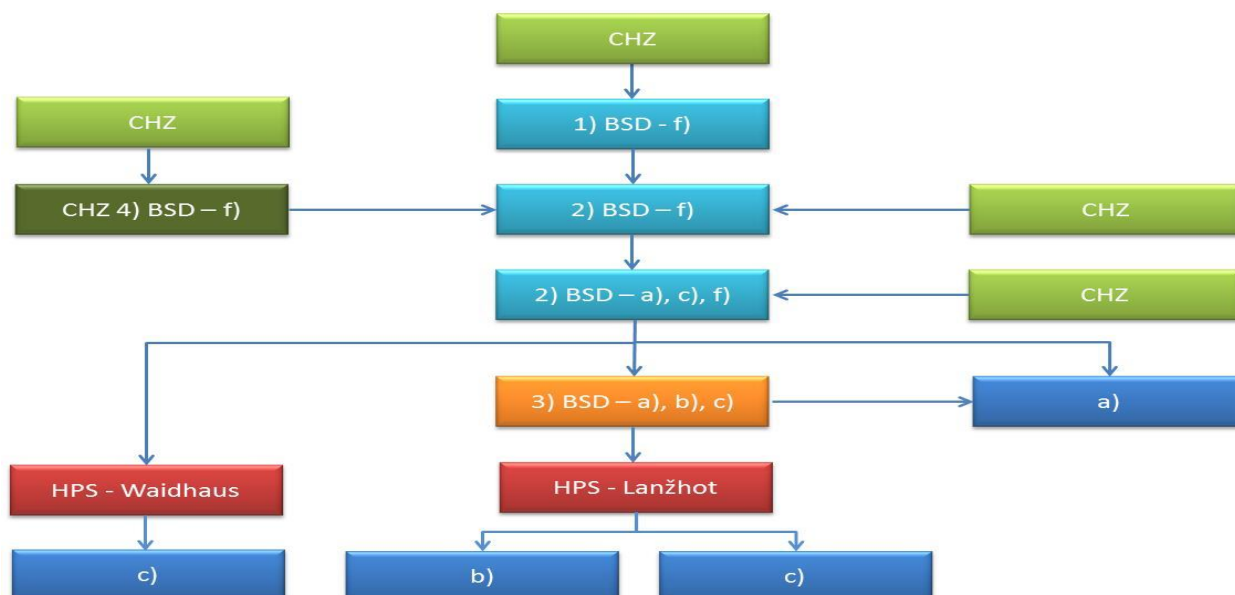 CHZ
CHZ
1) BSD - f)
CHZ 4) BSD – f)
2) BSD – f)
CHZ
2) BSD – a), c), f)
CHZ
3) BSD – a), b), c)
a)
HPS - Waidhaus
HPS - Lanžhot
c)
b)
c)